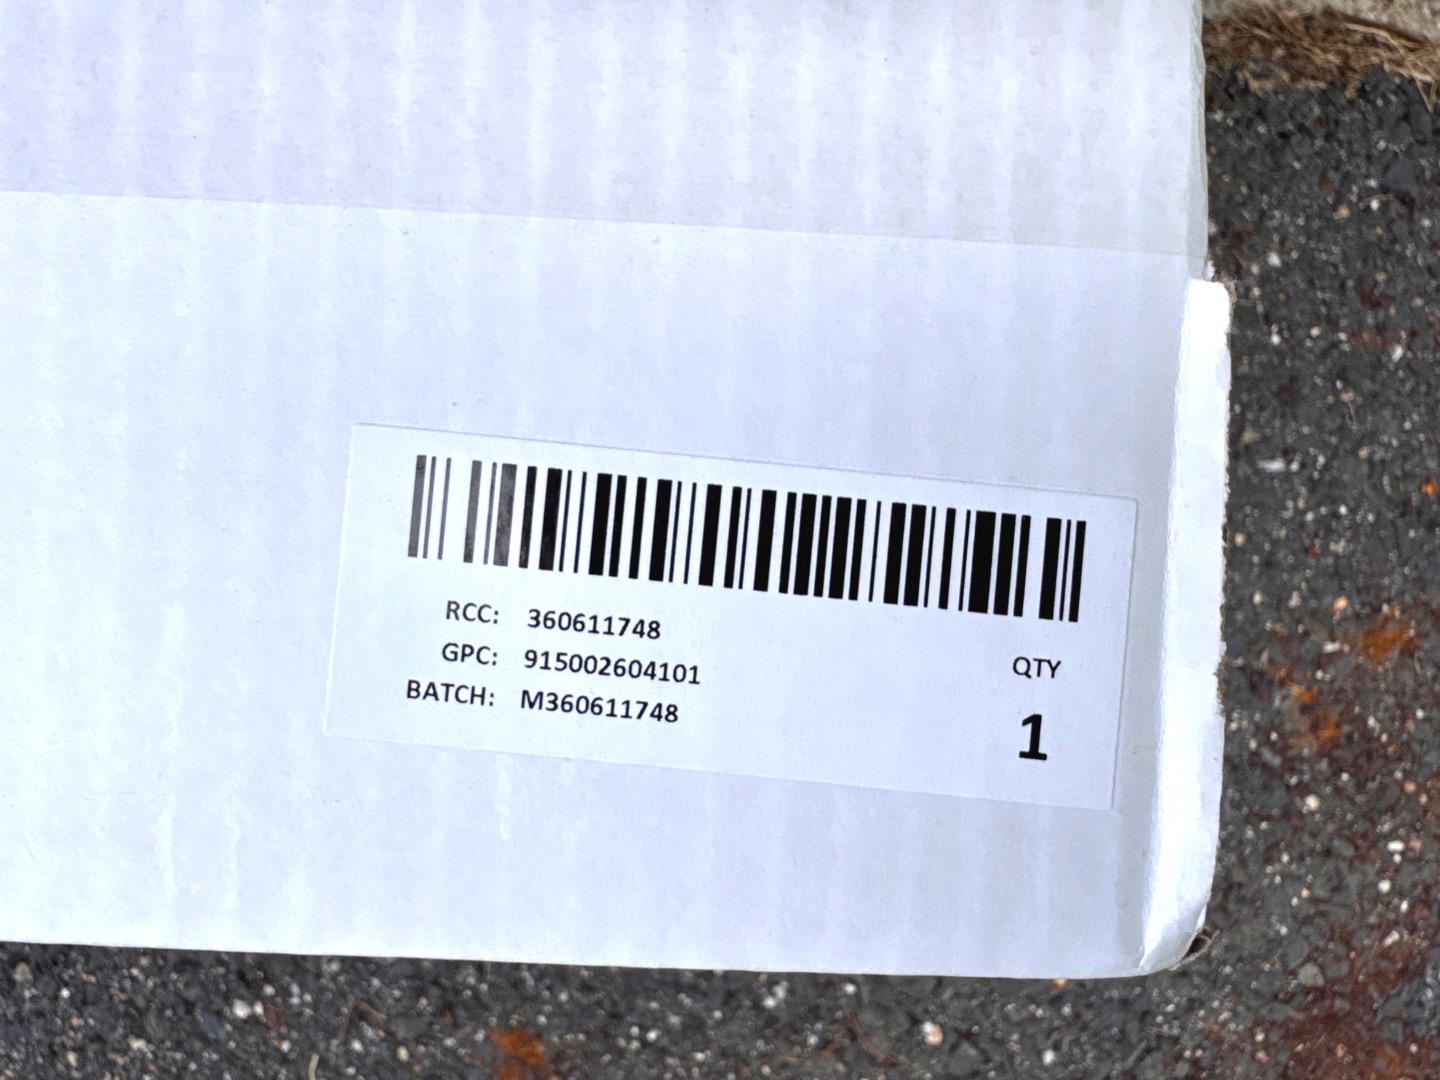 RCC: 360611748
GPC: 915002604101
BATCH: M360611748
QTY
1